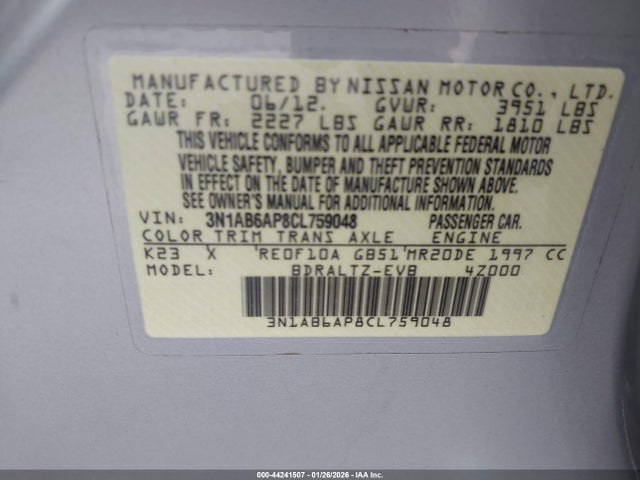 MANUFACTURED BY NISSAN MOTOR CO., LTD.
DATE: 06/12. GVWR: 3951 LBS
GAWR FR: 2227 LBS GAWR RR: 1810 LBS
THIS VEHICLE CONFORMS TO ALL APPLICABLE FEDERAL MOTOR
VEHICLE SAFETY, BUMPER AND THEFT PREVENTION STANDARDS
IN EFFECT ON THE DATE OF MANUFACTURE SHOWN ABOVE.
SEE OWNER'S MANUAL FOR ADDITIONAL INFORMATION.
VIN: 3N1AB6AP8CL759048 PASSENGER CAR.
COLOR TRIM TRANS AXLE ENGINE
K23 X 'RE0F10A GB51'MR20DE 1997 CC
MODEL: BDRALTZ-EVB 4Z000
3N1AB6AP8CL759048
000-44241507 - 01/26/2026 - IAA Inc.